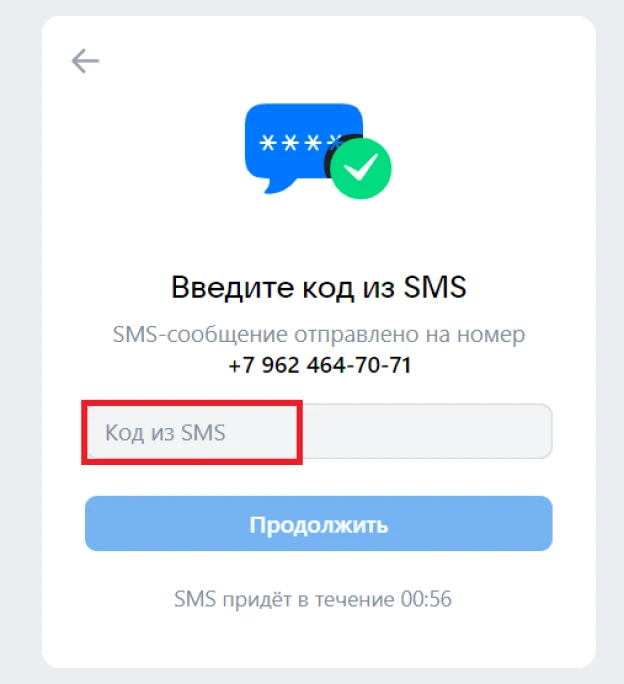 ****
Введите код из SMS
SMS-сообщение отправлено на номер
+7 962 464-70-71
Код из SMS
Продолжить
SMS придёт в течение 00:56